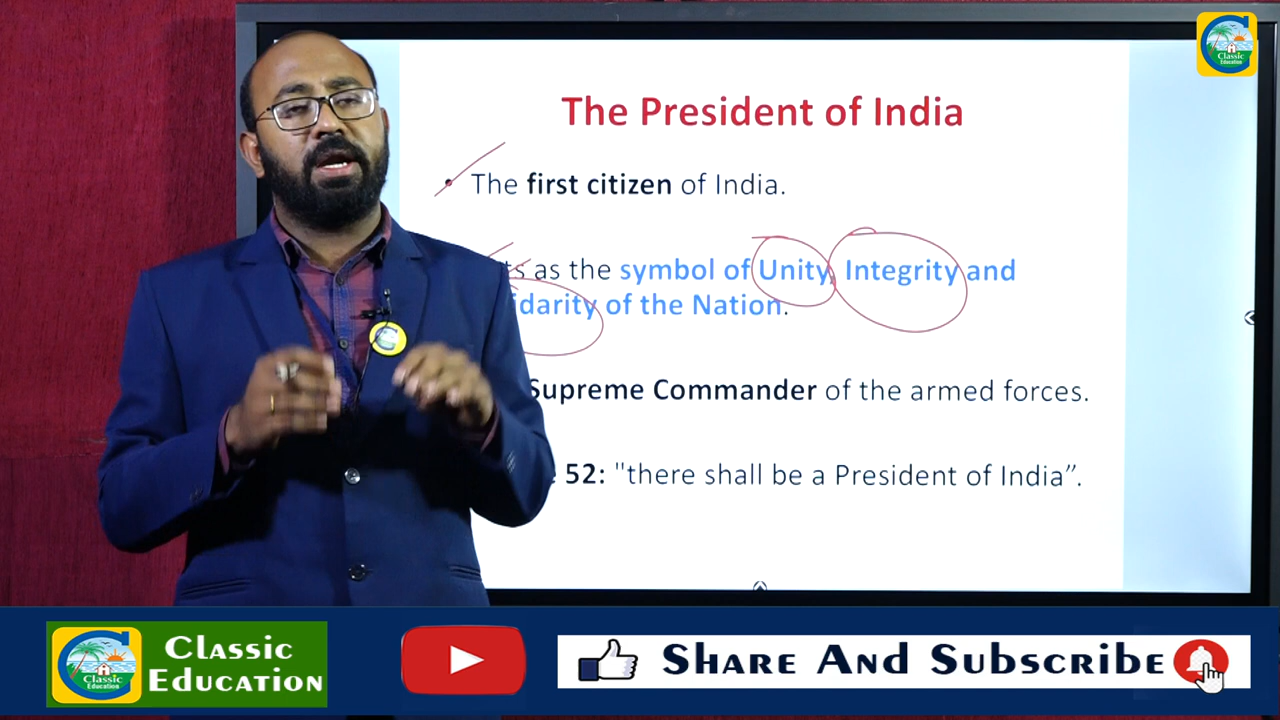 Classic
Education
The President of India
• The first citizen of India.
as the symbol of Unity, Integrity and
of the Nation.
Supreme Commander of the armed forces.
52: "there shall be a President of India”.
Classic
Education
Classic
Education
Share And Subscribe